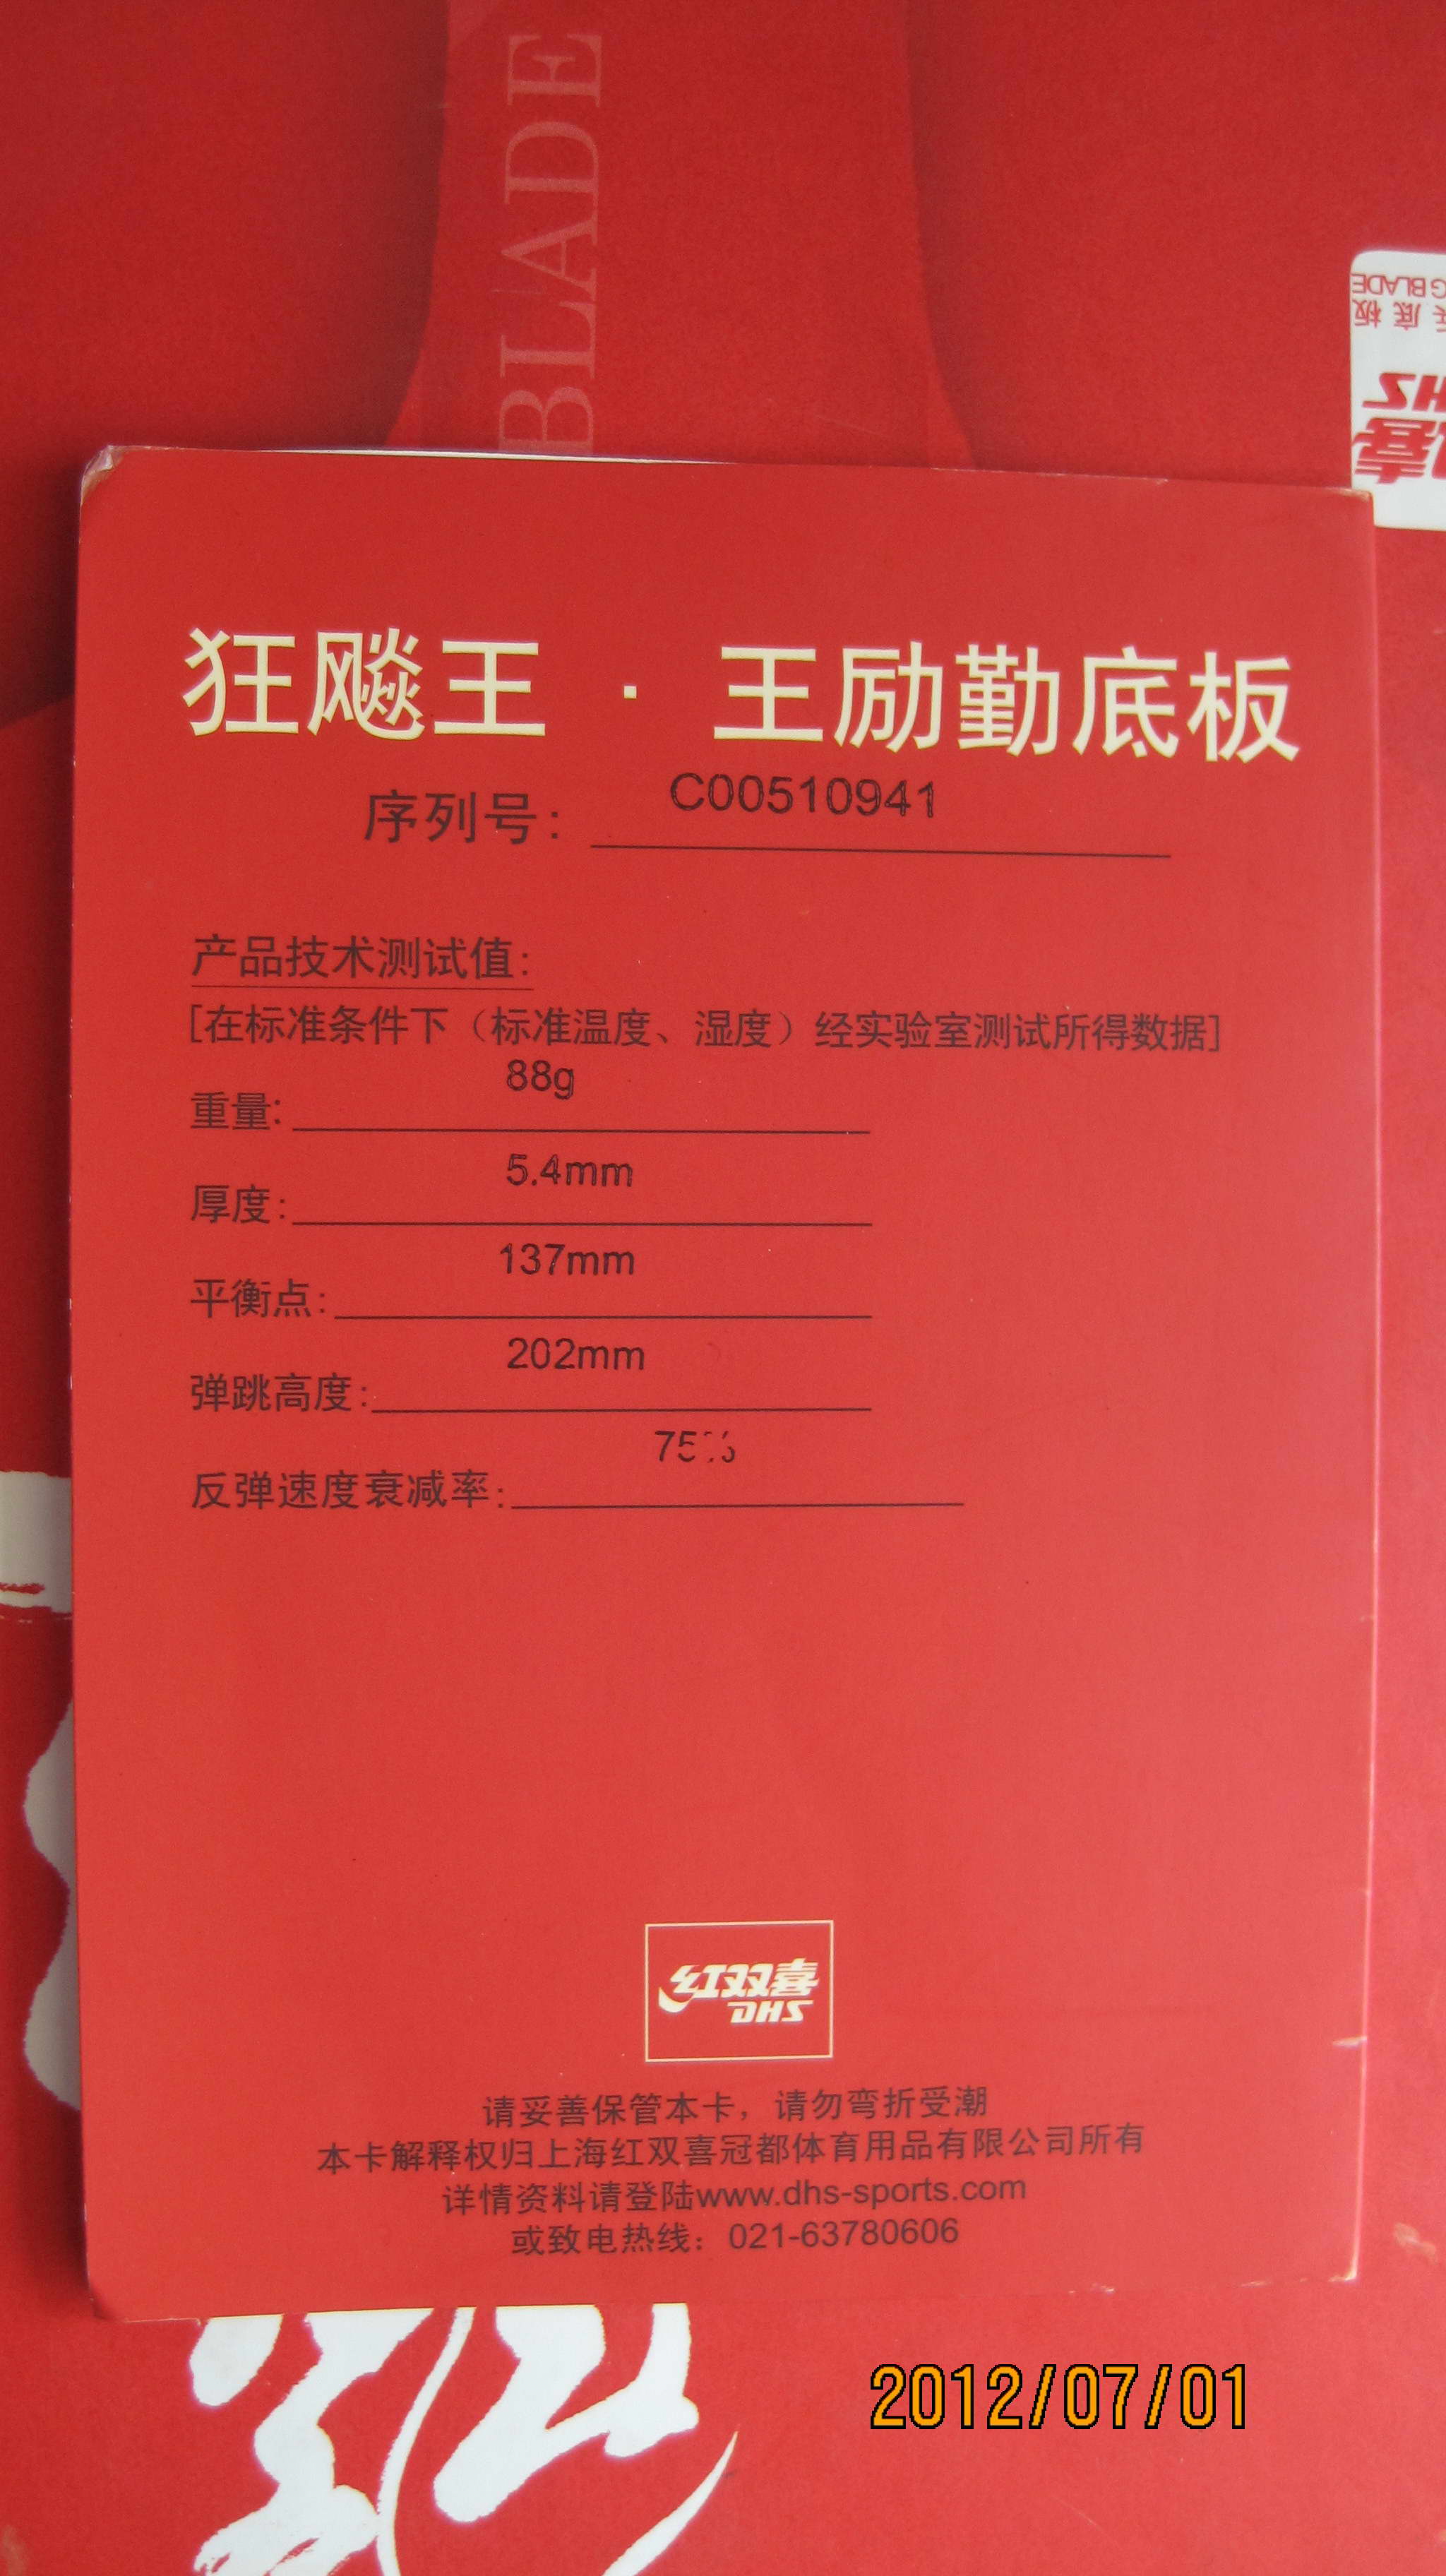 BLADE
G BLADE
底板
DHS
狂飚王 · 王励勤底板
序列号: C00510941
产品技术测试值:
[在标准条件下（标准温度、湿度）经实验室测试所得数据]
重量: 88g
厚度: 5.4mm
平衡点: 137mm
弹跳高度: 202mm
反弹速度衰减率: 75%
红双喜
DHS
请妥善保管本卡，请勿弯折受潮
本卡解释权归上海红双喜冠都体育用品有限公司所有
详情资料请登陆www.dhs-sports.com
或致电热线：021-63780606
2012/07/01